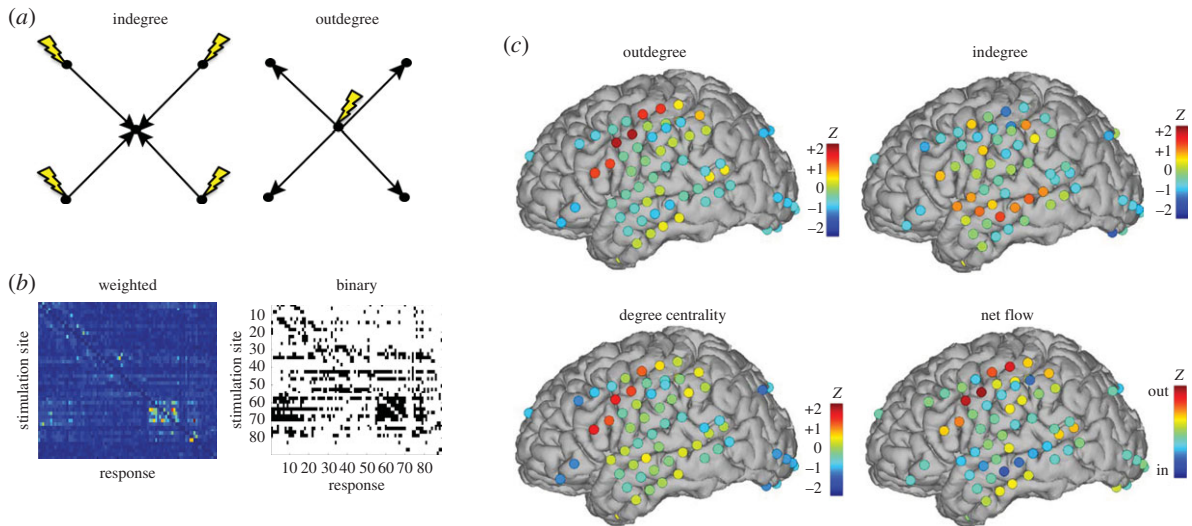 (a)
indegree
outdegree
(b)
weighted
stimulation site
response
binary
stimulation site
10
20
30
40
50
60
70
80
10 20 30 40 50 60 70 80
response
(c)
outdegree
Z
+2
+1
0
−1
−2
indegree
Z
+2
+1
0
−1
−2
degree centrality
Z
+2
+1
0
−1
−2
net flow
Z
out
in